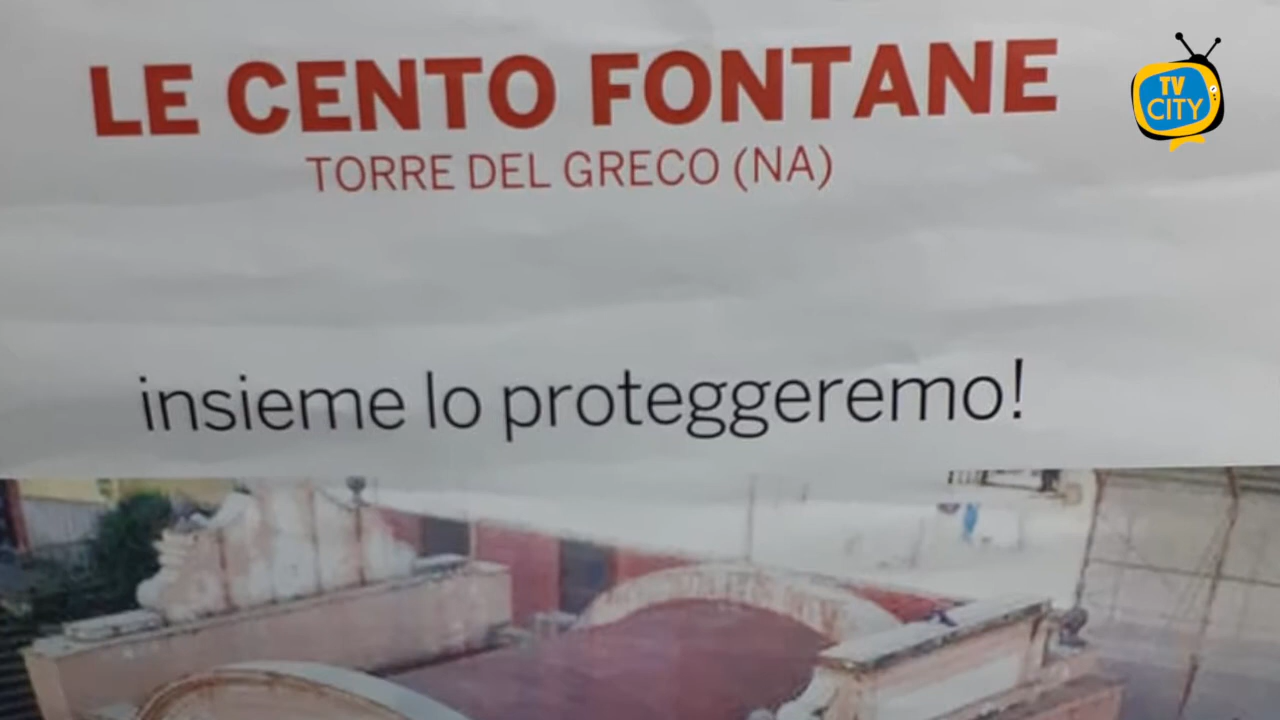 LE CENTO FONTANE
TORRE DEL GRECO (NA)
insieme lo proteggeremo!
TV
CITY